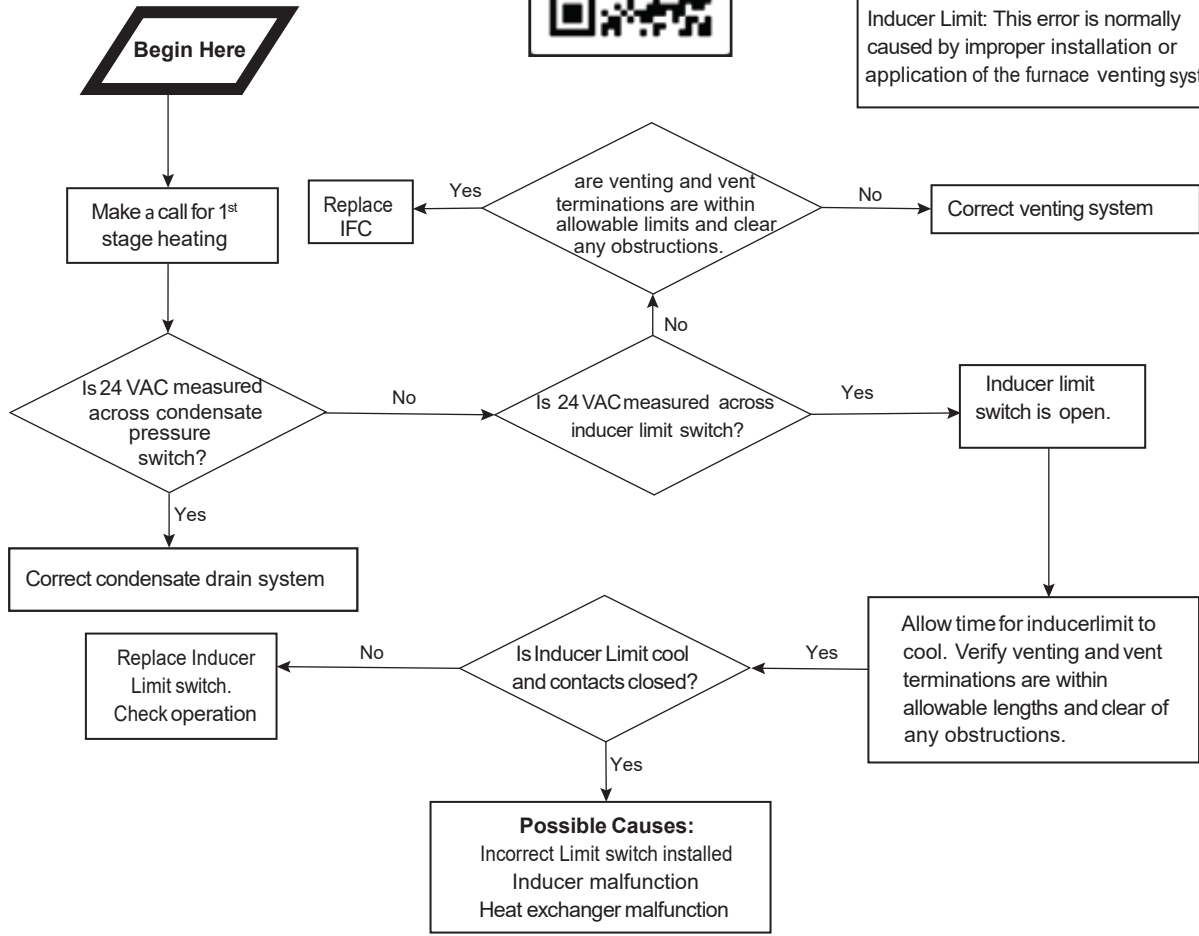 Begin Here
Inducer Limit: This error is normally
caused by improper installation or
application of the furnace venting
Make a call for 1st
stage heating
Replace
IFC
Yes
are venting and vent
terminations are within
allowable limits and clear
any obstructions.
No
Correct venting system
No
Is 24 VAC measured
across condensate
pressure
switch?
No
Is 24 VAC measured across
inducer limit switch?
Yes
Inducer limit
switch is open.
Yes
Correct condensate drain system
Replace Inducer
Limit switch.
Check operation
No
Is Inducer Limit cool
and contacts closed?
Yes
Allow time for inducerlimit to
cool. Verify venting and vent
terminations are within
allowable lengths and clear of
any obstructions.
Yes
Possible Causes:
Incorrect Limit switch installed
Inducer malfunction
Heat exchanger malfunction